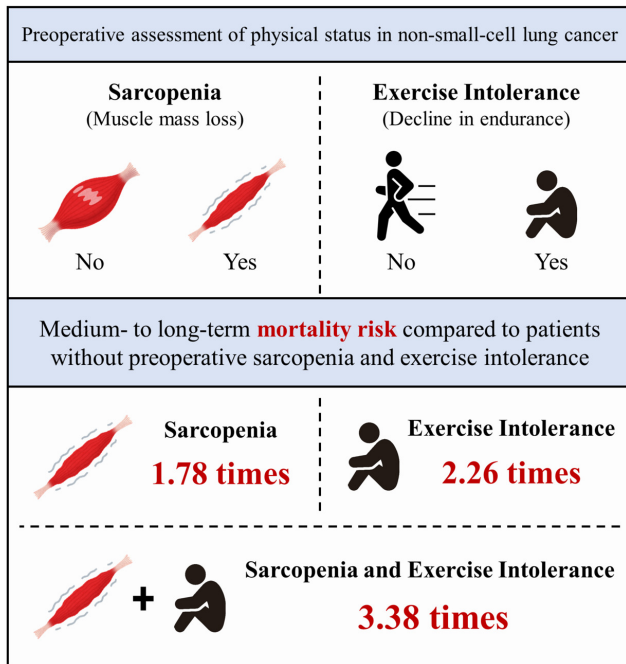 Preoperative assessment of physical status in non-small-cell lung cancer
Sarcopenia
(Muscle mass loss)
No
Yes
Exercise Intolerance
(Decline in endurance)
No
Yes
Medium- to long-term mortality risk compared to patients
without preoperative sarcopenia and exercise intolerance
Sarcopenia
1.78 times
Exercise Intolerance
2.26 times
+
Sarcopenia and Exercise Intolerance
3.38 times